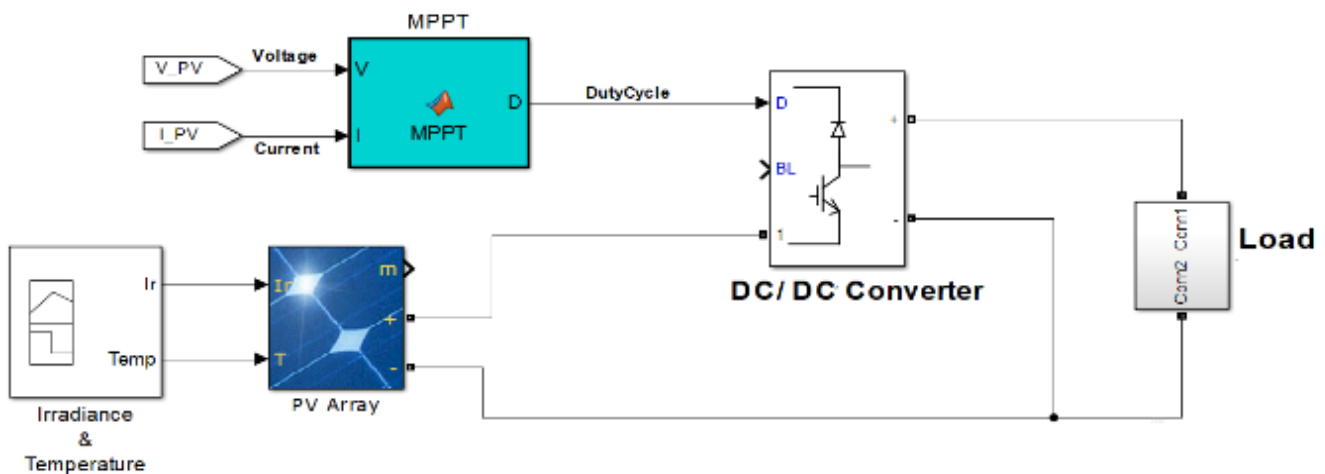 MPPT
V_PV
Voltage
V
I_PV
Current
I
D
MPPT
DutyCycle
D
BL
1
+
-
DC/ DC Converter
Conn1
Conn2
Load
Ir
Temp
Irradiance
&
Temperature
Ir
T
m
+
-
PV Array